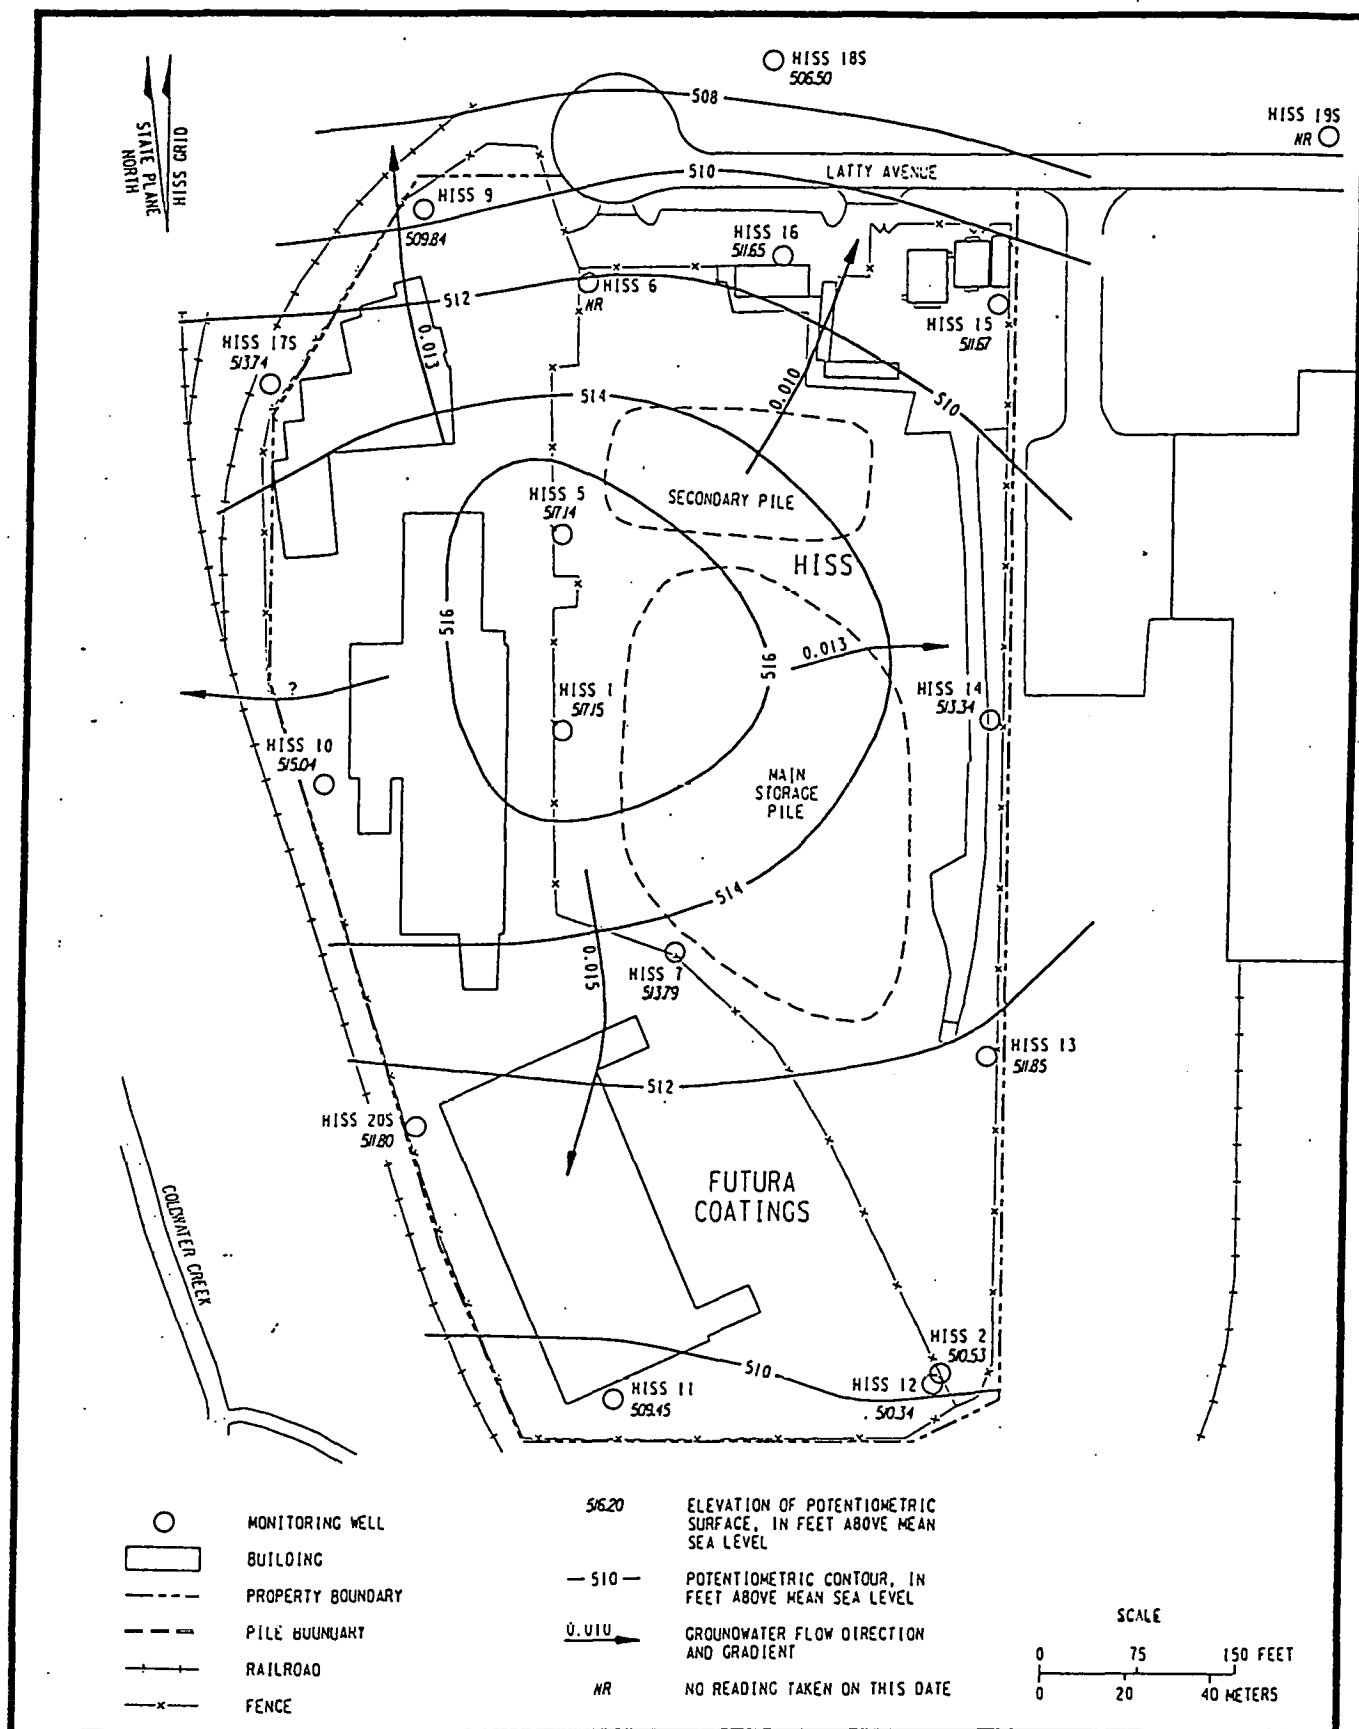 HISS 18S
506.50
HISS 19S
NR
HISS GRID
STATE PLANE
NORTH
508
510
LATTY AVENUE
HISS 9
509.84
HISS 16
511.65
HISS 6
NR
512
HISS 15
511.67
HISS 17S
513.74
0.013
0.010
514
510
HISS 5
517.14
SECONDARY PILE
HISS
516
516
0.013
?
HISS 1
517.15
HISS 14
513.34
HISS 10
515.04
MAIN
STORAGE
PILE
514
0.015
HISS 7
513.79
HISS 13
511.85
512
HISS 20S
511.80
FUTURA
COATINGS
COLDWATER CREEK
HISS 2
510.53
510
HISS 11
509.45
HISS 12
510.34
MONITORING WELL
BUILDING
PROPERTY BOUNDARY
PILE BOUNDARY
RAILROAD
FENCE
516.20
ELEVATION OF POTENTIOMETRIC
SURFACE, IN FEET ABOVE MEAN
SEA LEVEL
510
POTENTIOMETRIC CONTOUR, IN
FEET ABOVE MEAN SEA LEVEL
0.010
GROUNDWATER FLOW DIRECTION
AND GRADIENT
NR
NO READING TAKEN ON THIS DATE
SCALE
0 75 150 FEET
0 20 40 METERS